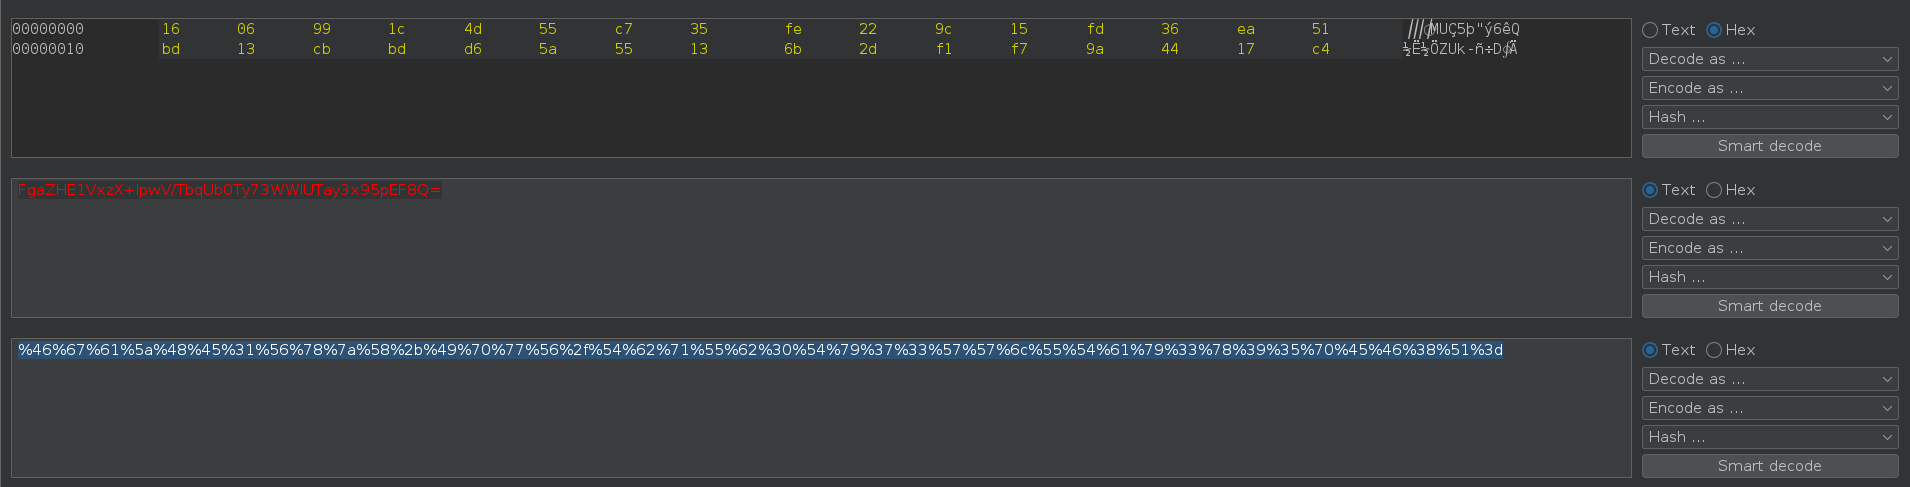 00000000 16 06 99 1c 4d 55 c7 35 fe 22 9c 15 fd 36 ea 51 MUÇ5þ"ý6êQ
00000010 bd 13 cb bd d6 5a 55 13 6b 2d f1 f7 9a 44 17 c4 ½Ë½ÖZUk-ñ÷DÄ
Text Hex
Decode as ...
Encode as ...
Hash ...
Smart decode
FgaZHE1VxzX+IpwV/TbqUb0Ty73WWlUTay3x95pEF8Q=
Text Hex
Decode as ...
Encode as ...
Hash ...
Smart decode
%46%67%61%5a%48%45%31%56%78%7a%58%2b%49%70%77%56%2f%54%62%71%55%62%30%54%79%37%33%57%57%6c%55%54%61%79%33%78%39%35%70%45%46%38%51%3d
Text Hex
Decode as ...
Encode as ...
Hash ...
Smart decode